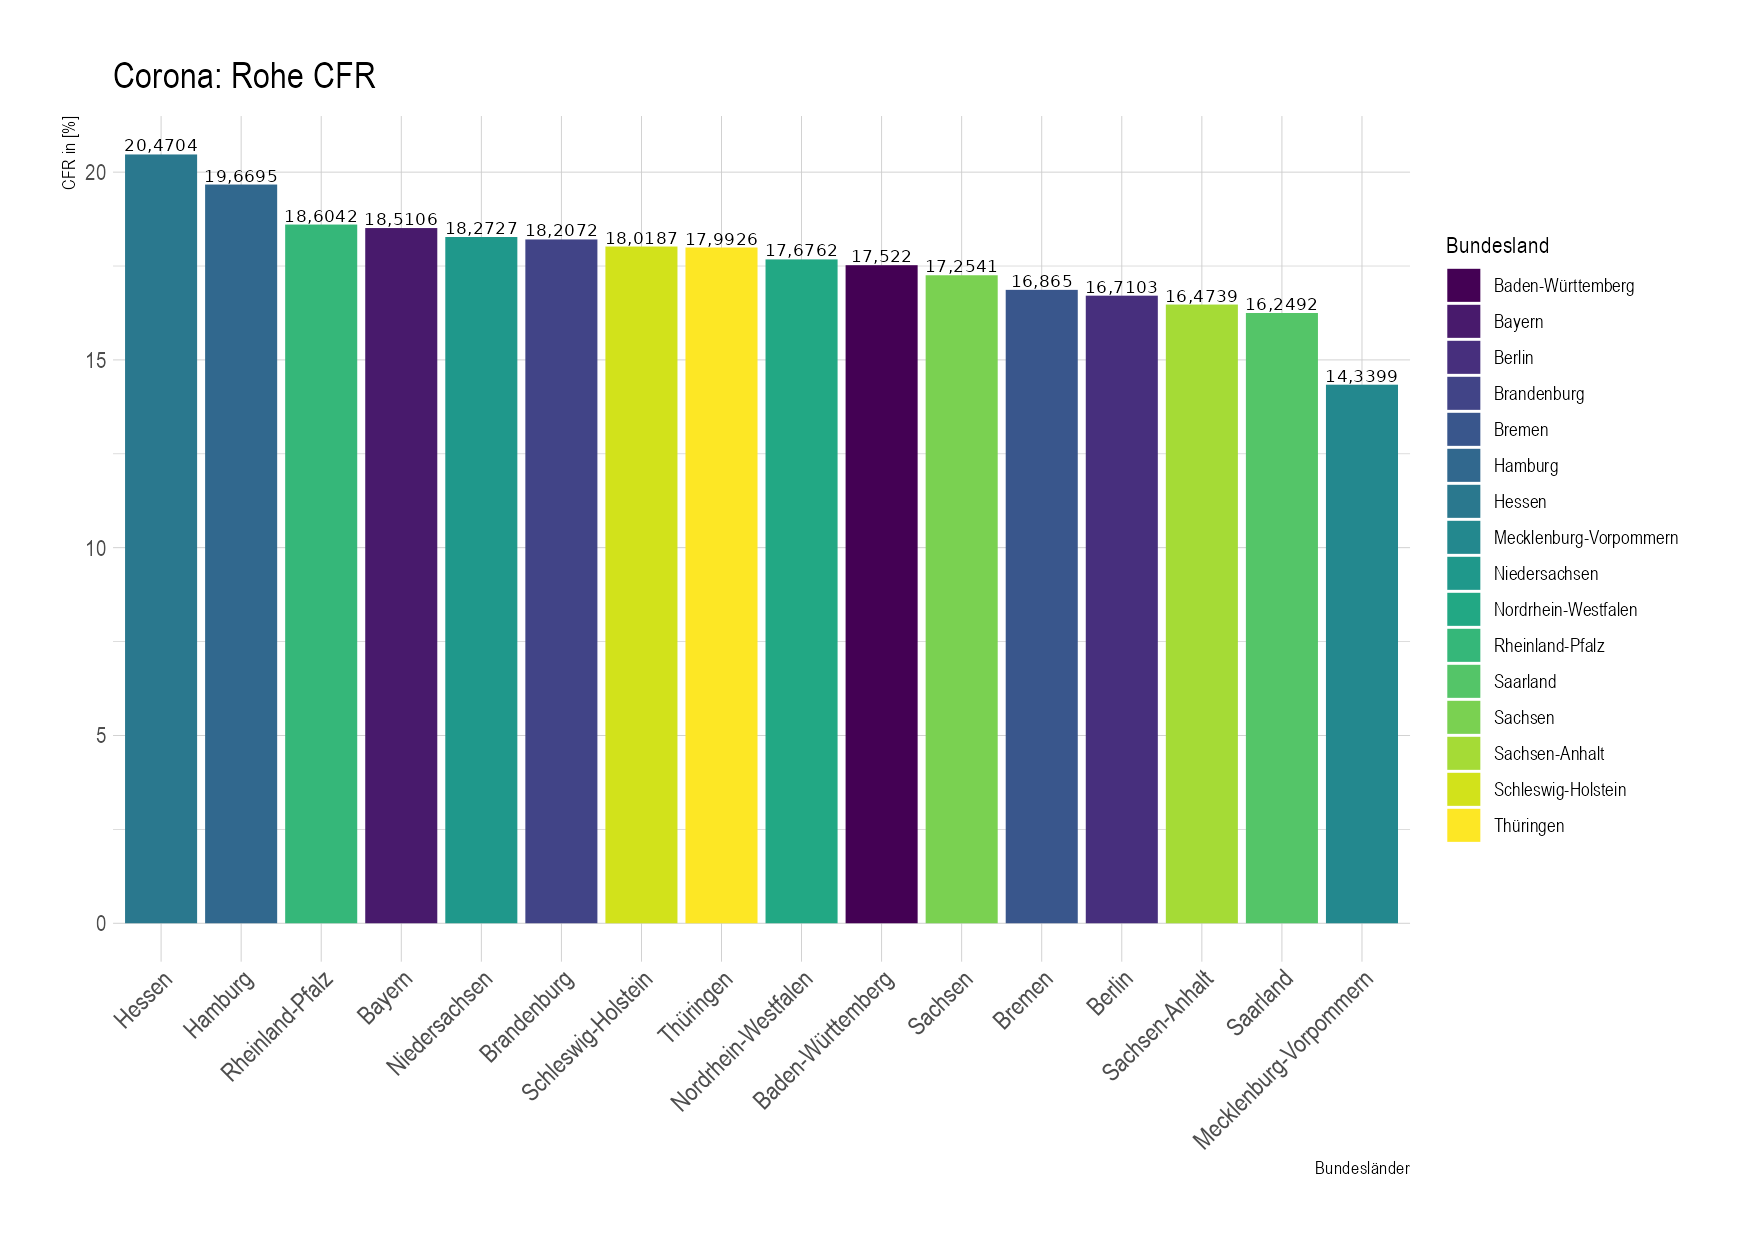 Corona: Rohe CFR
CFR in [%]
20
15
10
5
0
20,4704
19,6695
18,6042
18,5106
18,2727
18,2072
18,0187
17,9926
17,6762
17,522
17,2541
16,865
16,7103
16,4739
16,2492
14,3399
Hessen
Hamburg
Rheinland-Pfalz
Bayern
Niedersachsen
Brandenburg
Schleswig-Holstein
Thüringen
Nordrhein-Westfalen
Baden-Württemberg
Sachsen
Bremen
Berlin
Sachsen-Anhalt
Saarland
Mecklenburg-Vorpommern
Bundesländer
Bundesland
Baden-Württemberg
Bayern
Berlin
Brandenburg
Bremen
Hamburg
Hessen
Mecklenburg-Vorpommern
Niedersachsen
Nordrhein-Westfalen
Rheinland-Pfalz
Saarland
Sachsen
Sachsen-Anhalt
Schleswig-Holstein
Thüringen